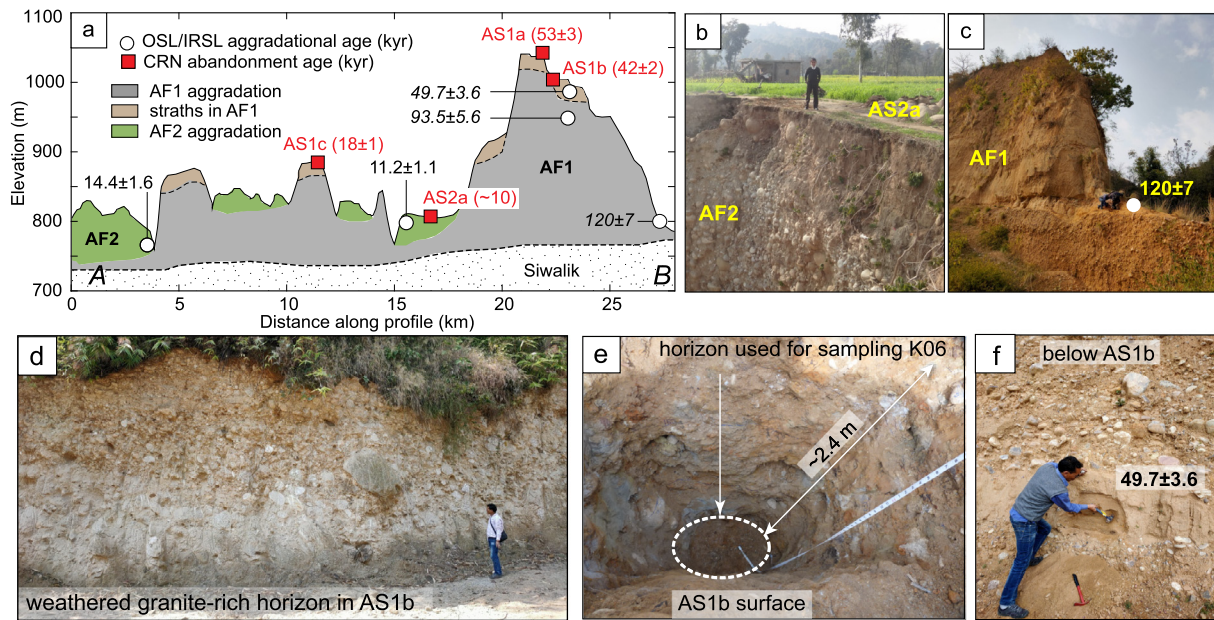 a
OSL/IRSL aggradational age (kyr)
CRN abandonment age (kyr)
AF1 aggradation
straths in AF1
AF2 aggradation
AS1a (53±3)
AS1b (42±2)
49.7±3.6
93.5±5.6
AS1c (18±1)
11.2±1.1
14.4±1.6
AS2a (~10)
AF1
120±7
AF2
A
B
Siwalik
Elevation (m)
1100
1000
900
800
700
0
5
10
15
20
25
Distance along profile (km)
b
AS2a
AF2
c
AF1
120±7
d
weathered granite-rich horizon in AS1b
e
horizon used for sampling K06
~2.4 m
AS1b surface
f
below AS1b
49.7±3.6